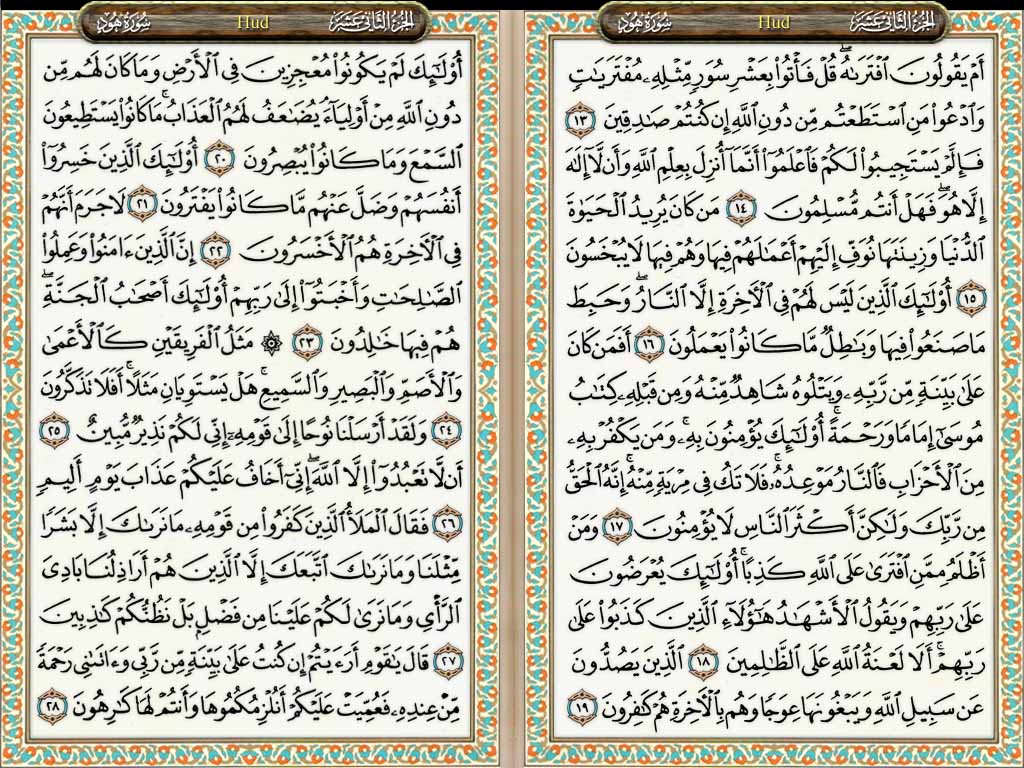 الجزء الثاني عشر
Hud
سورة هود
أَمْ يَقُولُونَ ٱفْتَرَىٰهُ ۖ قُلْ فَأْتُوا۟ بِعَشْرِ سُوَرٍ مِّثْلِهِۦ مُفْتَرَيَٰتٍ
وَٱدْعُوا۟ مَنِ ٱسْتَطَعْتُم مِّن دُونِ ٱللَّهِ إِن كُنتُمْ صَٰدِقِينَ ١٣
فَإِلَّمْ يَسْتَجِيبُوا۟ لَكُمْ فَٱعْلَمُوٓا۟ أَنَّمَآ أُنزِلَ بِعِلْمِ ٱللَّهِ وَأَن لَّآ إِلَٰهَ
إِلَّا هُوَ ۖ فَهَلْ أَنتُم مُّسْلِمُونَ ١٤ مَن كَانَ يُرِيدُ ٱلْحَيَوٰةَ
ٱلدُّنْيَا وَزِينَتَهَا نُوَفِّ إِلَيْهِمْ أَعْمَٰلَهُمْ فِيهَا وَهُمْ فِيهَا لَا يُبْخَسُونَ
١٥ أُو۟لَٰٓئِكَ ٱلَّذِينَ لَيْسَ لَهُمْ فِى ٱلْءَاخِرَةِ إِلَّا ٱلنَّارُ ۖ وَحَبِطَ
مَا صَنَعُوا۟ فِيهَا وَبَٰطِلٌ مَّا كَانُوا۟ يَعْمَلُونَ ١٦ أَفَمَن كَانَ
عَلَىٰ بَيِّنَةٍ مِّن رَّبِّهِۦ وَيَتْلُوهُ شَاهِدٌ مِّنْهُ وَمِن قَبْلِهِۦ كِتَٰبُ
مُوسَىٰٓ إِمَامًا وَرَحْمَةً ۚ أُو۟لَٰٓئِكَ يُؤْمِنُونَ بِهِۦ ۚ وَمَن يَكْفُرْ بِهِۦ
مِنَ ٱلْأَحْزَابِ فَٱلنَّارُ مَوْعِدُهُۥ ۚ فَلَا تَكُ فِى مِرْيَةٍ مِّنْهُ ۚ إِنَّهُ ٱلْحَقُّ
مِن رَّبِّكَ وَلَٰكِنَّ أَكْثَرَ ٱلنَّاسِ لَا يُؤْمِنُونَ ١٧ وَمَنْ
أَظْلَمُ مِمَّنِ ٱفْتَرَىٰ عَلَى ٱللَّهِ كَذِبًا ۚ أُو۟لَٰٓئِكَ يُعْرَضُونَ
عَلَىٰ رَبِّهِمْ وَيَقُولُ ٱلْأَشْهَٰدُ هَٰٓؤُلَآءِ ٱلَّذِينَ كَذَبُوا۟ عَلَىٰ
رَبِّهِمْ ۚ أَلَا لَعْنَةُ ٱللَّهِ عَلَى ٱلظَّٰلِمِينَ ١٨ ٱلَّذِينَ يَصُدُّونَ
عَن سَبِيلِ ٱللَّهِ وَيَبْغُونَهَا عِوَجًا وَهُم بِٱلْءَاخِرَةِ هُمْ كَٰفِرُونَ ١٩
الجزء الثاني عشر
Hud
سورة هود
أُو۟لَٰٓئِكَ لَمْ يَكُونُوا۟ مُعْجِزِينَ فِى ٱلْأَرْضِ وَمَا كَانَ لَهُم مِّن
دُونِ ٱللَّهِ مِنْ أَوْلِيَآءَ ۘ يُضَٰعَفُ لَهُمُ ٱلْعَذَابُ ۚ مَا كَانُوا۟ يَسْتَطِيعُونَ
ٱلسَّمْعَ وَمَا كَانُوا۟ يُبْصِرُونَ ٢٠ أُو۟لَٰٓئِكَ ٱلَّذِينَ خَسِرُوٓا۟
أَنفُسَهُمْ وَضَلَّ عَنْهُم مَّا كَانُوا۟ يَفْتَرُونَ ٢١ لَا جَرَمَ أَنَّهُمْ
فِى ٱلْءَاخِرَةِ هُمُ ٱلْأَخْسَرُونَ ٢٢ إِنَّ ٱلَّذِينَ ءَامَنُوا۟ وَعَمِلُوا۟
ٱلصَّٰلِحَٰتِ وَأَخْبَتُوٓا۟ إِلَىٰ رَبِّهِمْ أُو۟لَٰٓئِكَ أَصْحَٰبُ ٱلْجَنَّةِ ۖ
هُمْ فِيهَا خَٰلِدُونَ ٢٣ ۞ مَثَلُ ٱلْفَرِيقَيْنِ كَٱلْأَعْمَىٰ
وَٱلْأَصَمِّ وَٱلْبَصِيرِ وَٱلسَّمِيعِ ۚ هَلْ يَسْتَوِيَانِ مَثَلًا ۚ أَفَلَا تَذَكَّرُونَ
٢٤ وَلَقَدْ أَرْسَلْنَا نُوحًا إِلَىٰ قَوْمِهِۦٓ إِنِّى لَكُمْ نَذِيرٌ مُّبِينٌ ٢٥
أَن لَّا تَعْبُدُوٓا۟ إِلَّا ٱللَّهَ ۖ إِنِّىٓ أَخَافُ عَلَيْكُمْ عَذَابَ يَوْمٍ أَلِيمٍ
٢٦ فَقَالَ ٱلْمَلَأُ ٱلَّذِينَ كَفَرُوا۟ مِن قَوْمِهِۦ مَا نَرَىٰكَ إِلَّا بَشَرًا
مِّثْلَنَا وَمَا نَرَىٰكَ ٱتَّبَعَكَ إِلَّا ٱلَّذِينَ هُمْ أَرَاذِلُنَا بَادِىَ
ٱلرَّأْىِ وَمَا نَرَىٰ لَكُمْ عَلَيْنَا مِن فَضْلٍۭ بَلْ نَظُنُّكُمْ كَٰذِبِينَ
٢٧ قَالَ يَٰقَوْمِ أَرَءَيْتُمْ إِن كُنتُ عَلَىٰ بَيِّنَةٍ مِّن رَّبِّى وَءَاتَىٰنِى رَحْمَةً
مِّنْ عِندِهِۦ فَعُمِّيَتْ عَلَيْكُمْ أَنُلْزِمُكُمُوهَا وَأَنتُمْ لَهَا كَٰرِهُونَ ٢٨